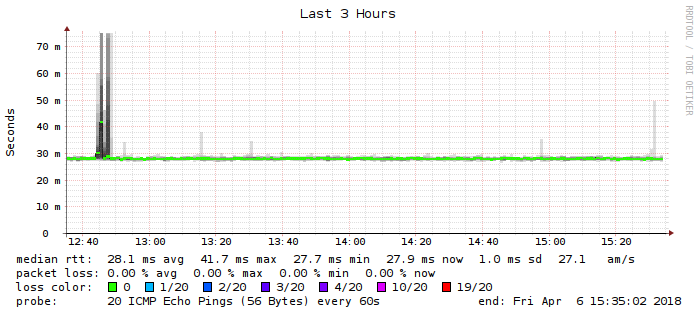 Last 3 Hours
RRDTOOL / TOBI OETIKER
Seconds
70 m
60 m
50 m
40 m
30 m
20 m
10 m
0
12:40 13:00 13:20 13:40 14:00 14:20 14:40 15:00 15:20
median rtt: 28.1 ms avg 41.7 ms max 27.7 ms min 27.9 ms now 1.0 ms sd 27.1 am/s
packet loss: 0.00 % avg 0.00 % max 0.00 % min 0.00 % now
loss color: 0 1/20 2/20 3/20 4/20 10/20 19/20
probe: 20 ICMP Echo Pings (56 Bytes) every 60s end: Fri Apr 6 15:35:02 2018